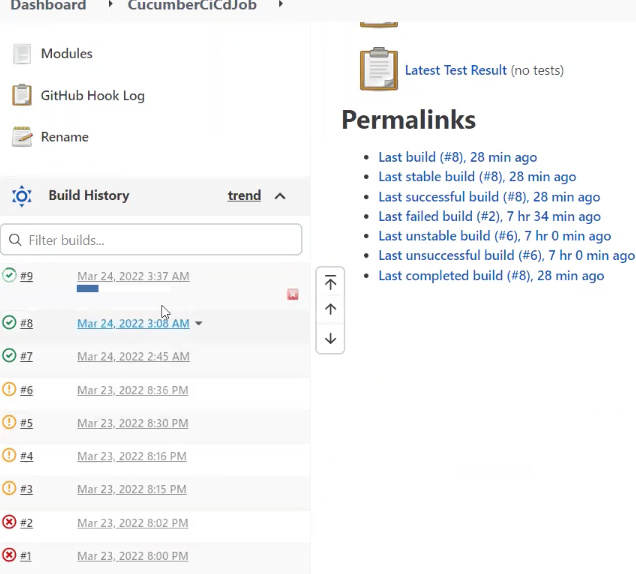 Dashboard
CucumberCiCdJob
Modules
GitHub Hook Log
Rename
Build History
trend
Filter builds...
#9 Mar 24, 2022 3:37 AM
#8 Mar 24, 2022 3:08 AM
#7 Mar 24, 2022 2:45 AM
#6 Mar 23, 2022 8:36 PM
#5 Mar 23, 2022 8:30 PM
#4 Mar 23, 2022 8:16 PM
#3 Mar 23, 2022 8:15 PM
#2 Mar 23, 2022 8:02 PM
#1 Mar 23, 2022 8:00 PM
Latest Test Result (no tests)
Permalinks
Last build (#8), 28 min ago
Last stable build (#8), 28 min ago
Last successful build (#8), 28 min ago
Last failed build (#2), 7 hr 34 min ago
Last unstable build (#6), 7 hr 0 min ago
Last unsuccessful build (#6), 7 hr 0 min ago
Last completed build (#8), 28 min ago